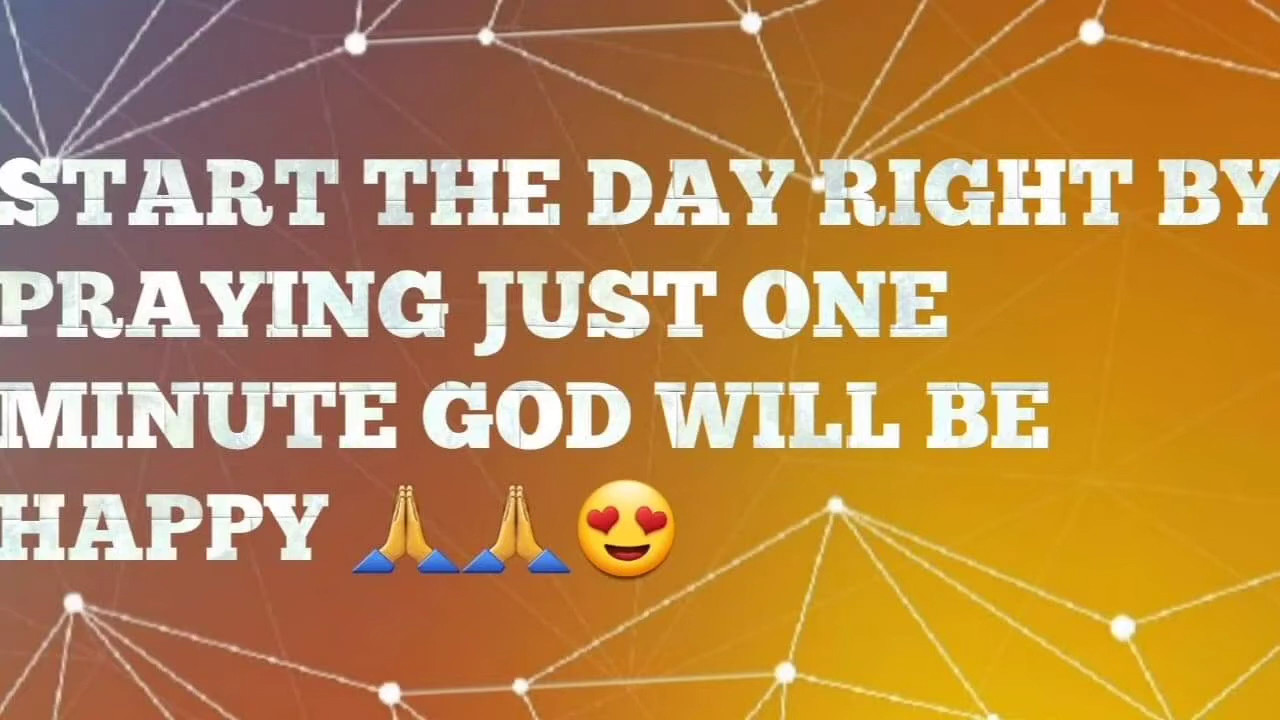 START THE DAY RIGHT BY
PRAYING JUST ONE
MINUTE GOD WILL BE
HAPPY 🙏🙏😍